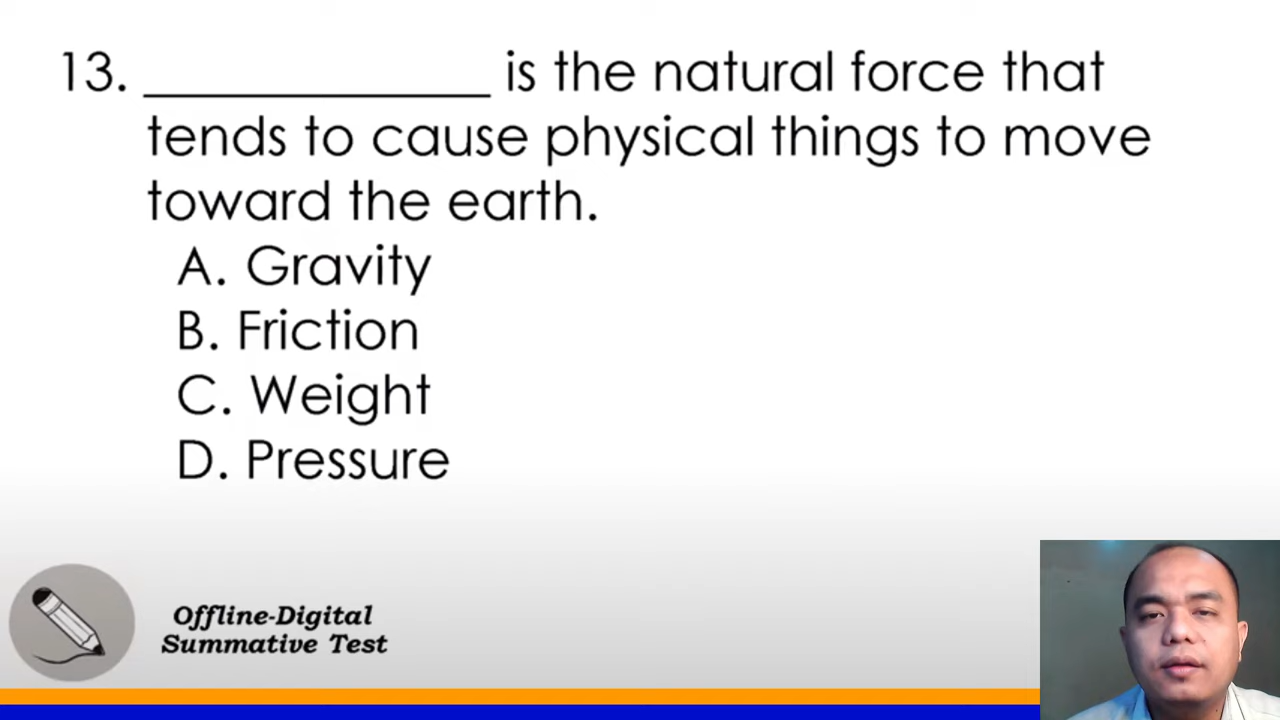 13. ____________ is the natural force that
tends to cause physical things to move
toward the earth.
A. Gravity
B. Friction
C. Weight
D. Pressure
Offline-Digital
Summative Test